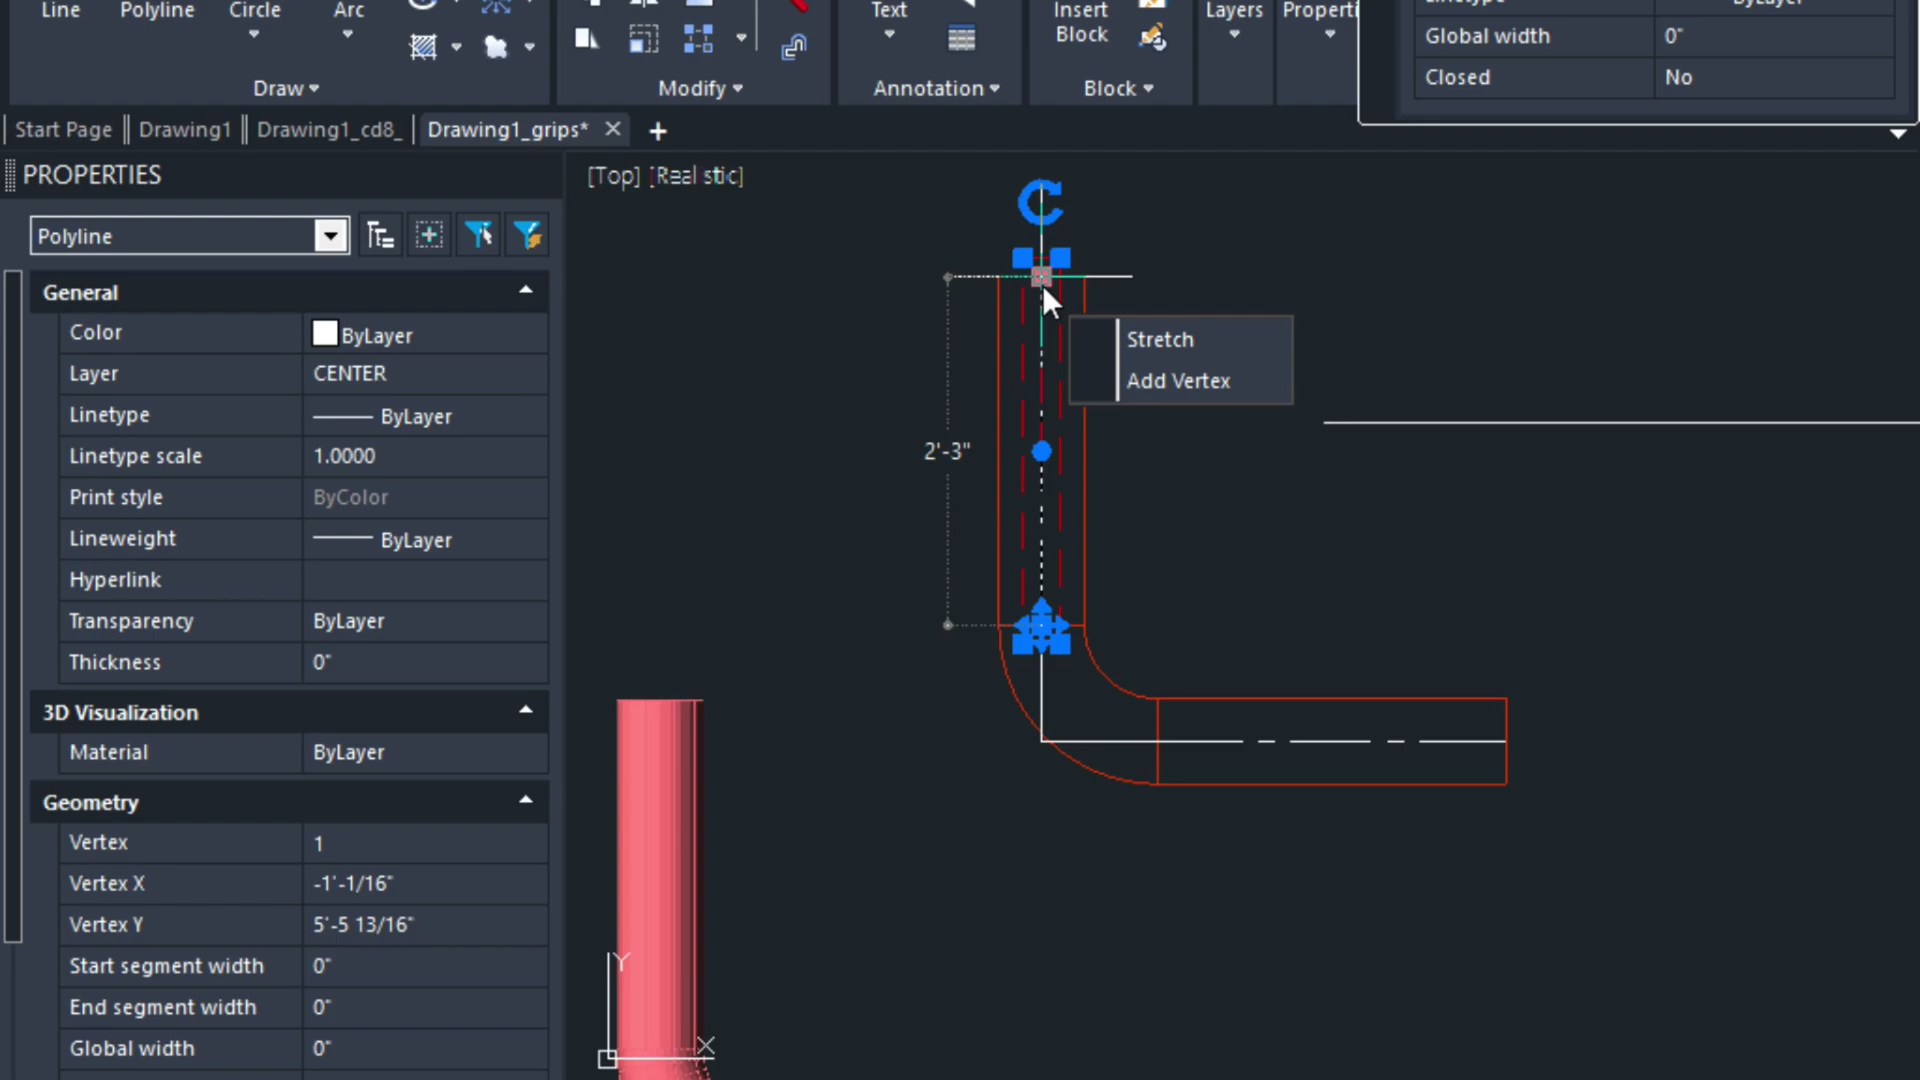 Line Polyline Circle Arc Text Insert Block Layers
Draw Modify Annotation Block
Global width 0"
Closed No
Start Page Drawing1 Drawing1_cd8_ Drawing1_grips*
PROPERTIES
Polyline
General
Color ByLayer
Layer CENTER
Linetype ByLayer
Linetype scale 1.0000
Print style ByColor
Lineweight ByLayer
Hyperlink
Transparency ByLayer
Thickness 0"
3D Visualization
Material ByLayer
Geometry
Vertex 1
Vertex X -1'-1/16"
Vertex Y 5'-5 13/16"
Start segment width 0"
End segment width 0"
Global width 0"
[Top] [Realistic]
Stretch
Add Vertex
2'-3"
Y
X